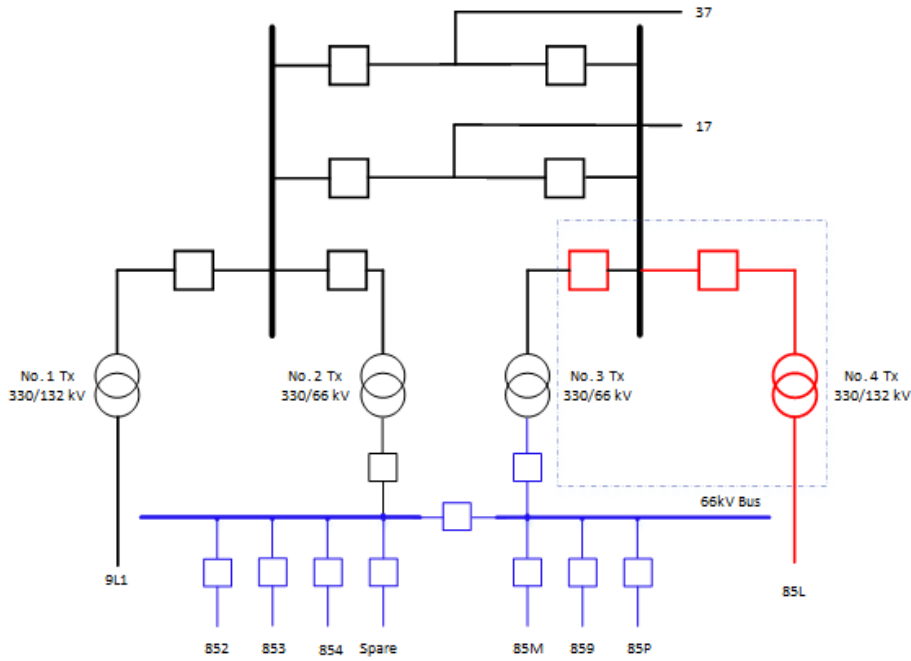 37
17
No. 1 Tx
330/132 kV
No. 2 Tx
330/66 kV
No. 3 Tx
330/66 kV
No. 4 Tx
330/132 kV
66kV Bus
9L1
85L
852
853
854
Spare
85M
859
85P